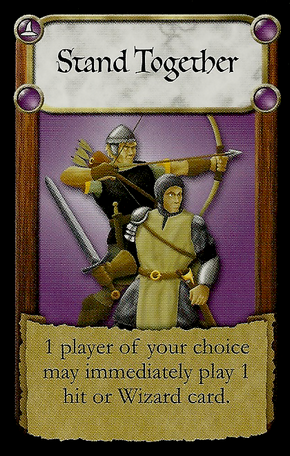 Stand Together
1 player of your choice
may immediately play 1
hit or Wizard card.